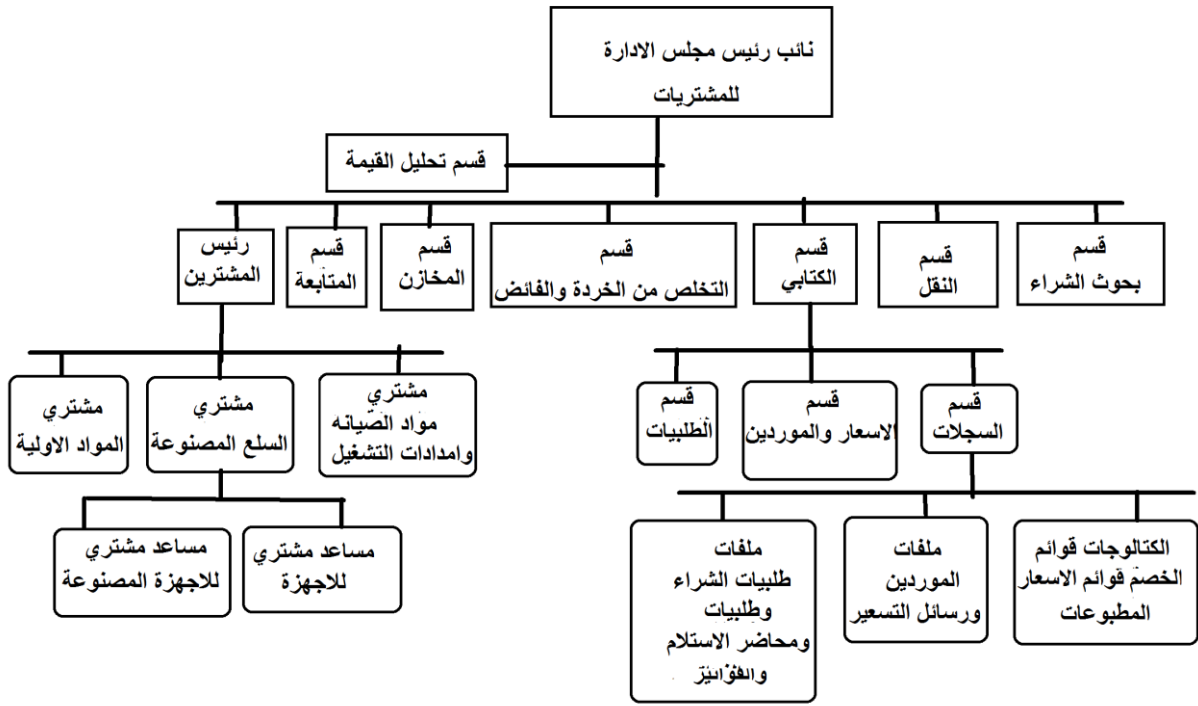 نائب رئيس مجلس الادارة
للمشتريات
قسم تحليل القيمة
قسم
بحوث الشراء
قسم
النقل
قسم
الكتابي
قسم
التخلص من الخردة والفائض
قسم
المخازن
قسم
المتابعة
رئيس
المشترين
قسم
السجلات
قسم
الاسعار والموردين
قسم
الطلبيات
مشتري
مواد الصيانه
وامدادات التشغيل
مشتري
السلع المصنوعة
مشتري
المواد الاولية
الكتالوجات قوائم
الخصم قوائم الاسعار
المطبوعات
ملفات
الموردين
ورسائل التسعير
ملفات
طلبيات الشراء
وطلبيات
ومحاضر الاستلام
مساعد مشتري
للاجهزة
مساعد مشتري
للاجهزة المصنوعة